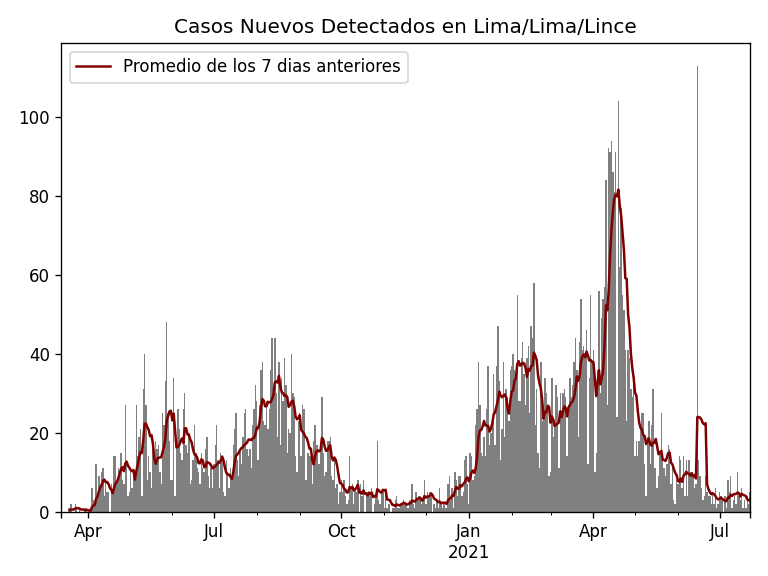 Casos Nuevos Detectados en Lima/Lima/Lince
Promedio de los 7 dias anteriores
100
80
60
40
20
0
Apr Jul Oct Jan Apr Jul
2021